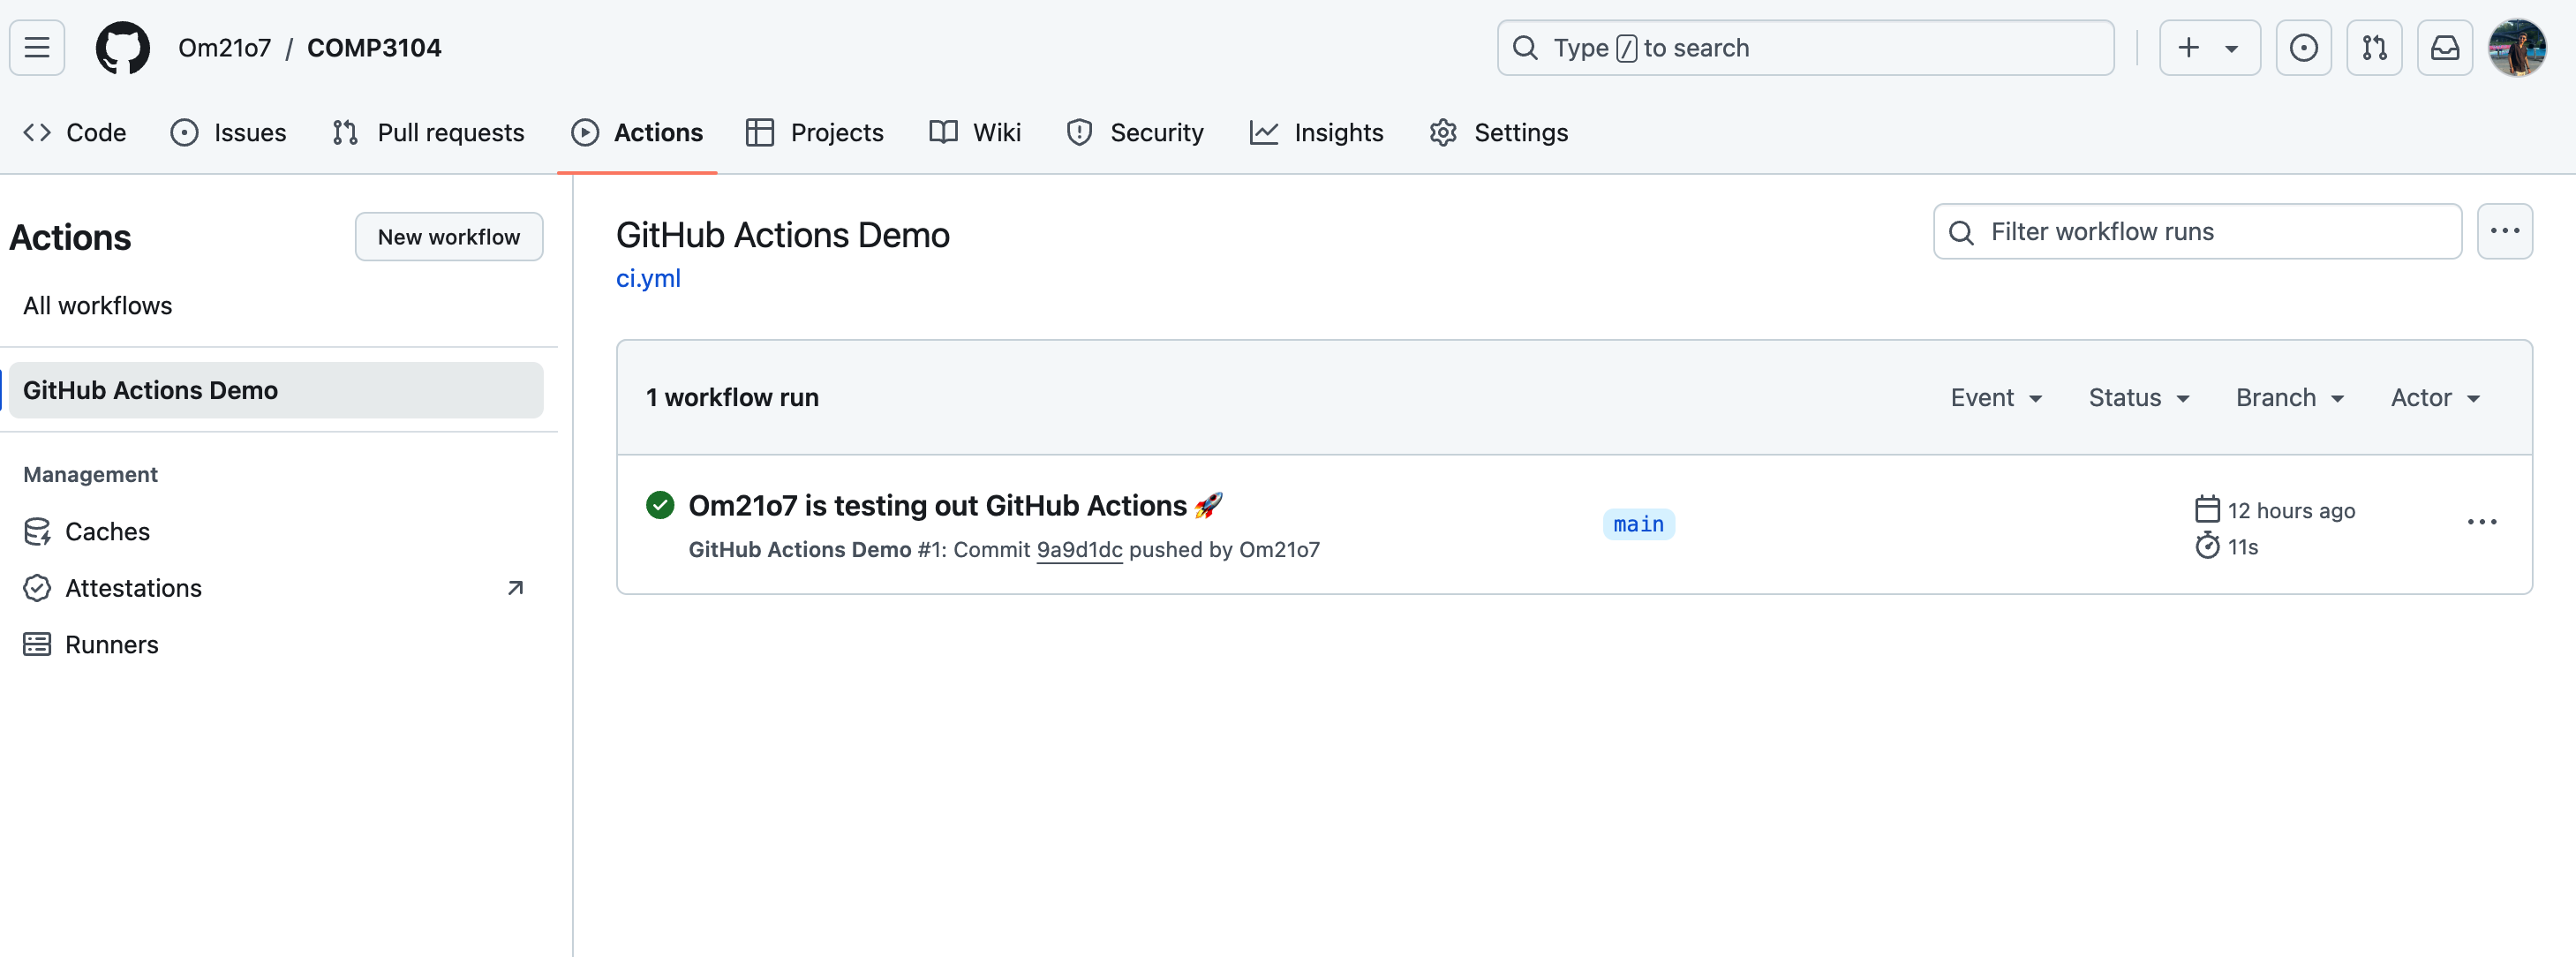 Om21o7 / COMP3104
Type / to search
Code Issues Pull requests Actions Projects Wiki Security Insights Settings
Actions
New workflow
All workflows
GitHub Actions Demo
Management
Caches
Attestations
Runners
GitHub Actions Demo
ci.yml
Filter workflow runs
1 workflow run
Event Status Branch Actor
Om21o7 is testing out GitHub Actions 🚀
GitHub Actions Demo #1: Commit 9a9d1dc pushed by Om21o7
main
12 hours ago
11s